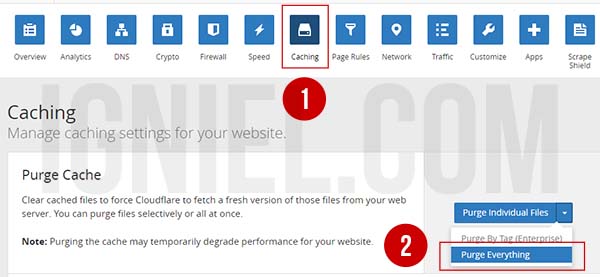 Overview Analytics DNS Crypto Firewall Speed Caching Page Rules Network Traffic Customize Apps Scrape Shield
1
IGNIEL.COM
Caching
Manage caching settings for your website.
Purge Cache
Clear cached files to force Cloudflare to fetch a fresh version of those files from your web
server. You can purge files selectively or all at once.
Purge Individual Files
Note: Purging the cache may temporarily degrade performance for your website.
2
Purge By Tag (Enterprise)
Purge Everything